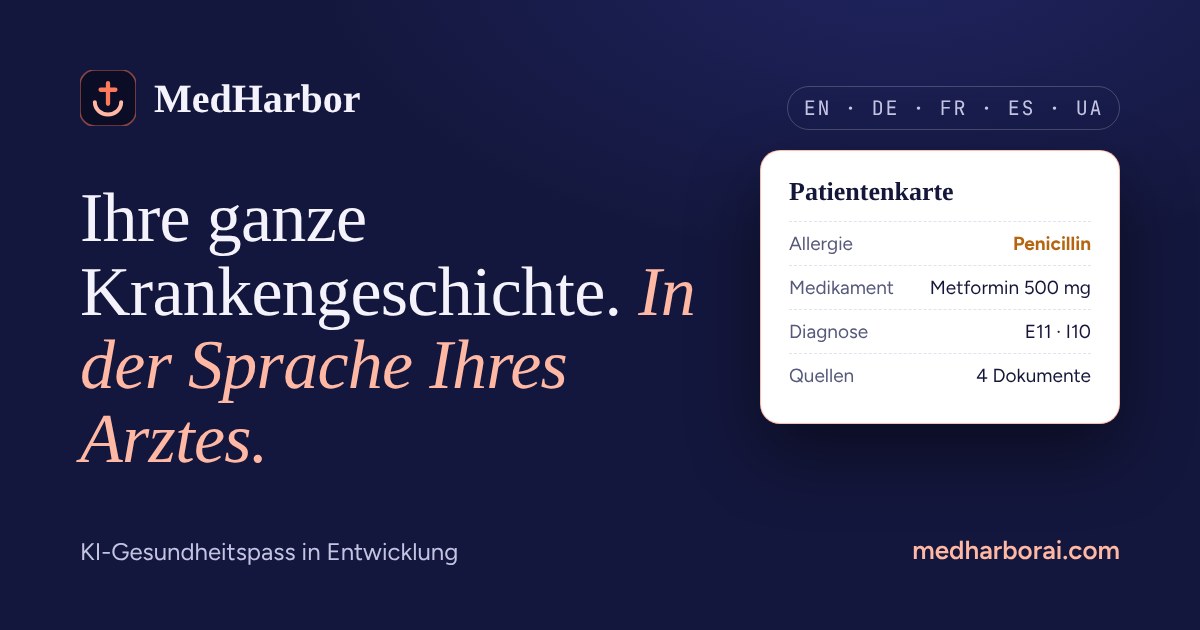 MedHarbor
EN · DE · FR · ES · UA
Ihre ganze
Krankengeschichte. In
der Sprache Ihres
Arztes.
Patientenkarte
Allergie Penicillin
Medikament Metformin 500 mg
Diagnose E11 · I10
Quellen 4 Dokumente
KI-Gesundheitspass in Entwicklung
medharborai.com